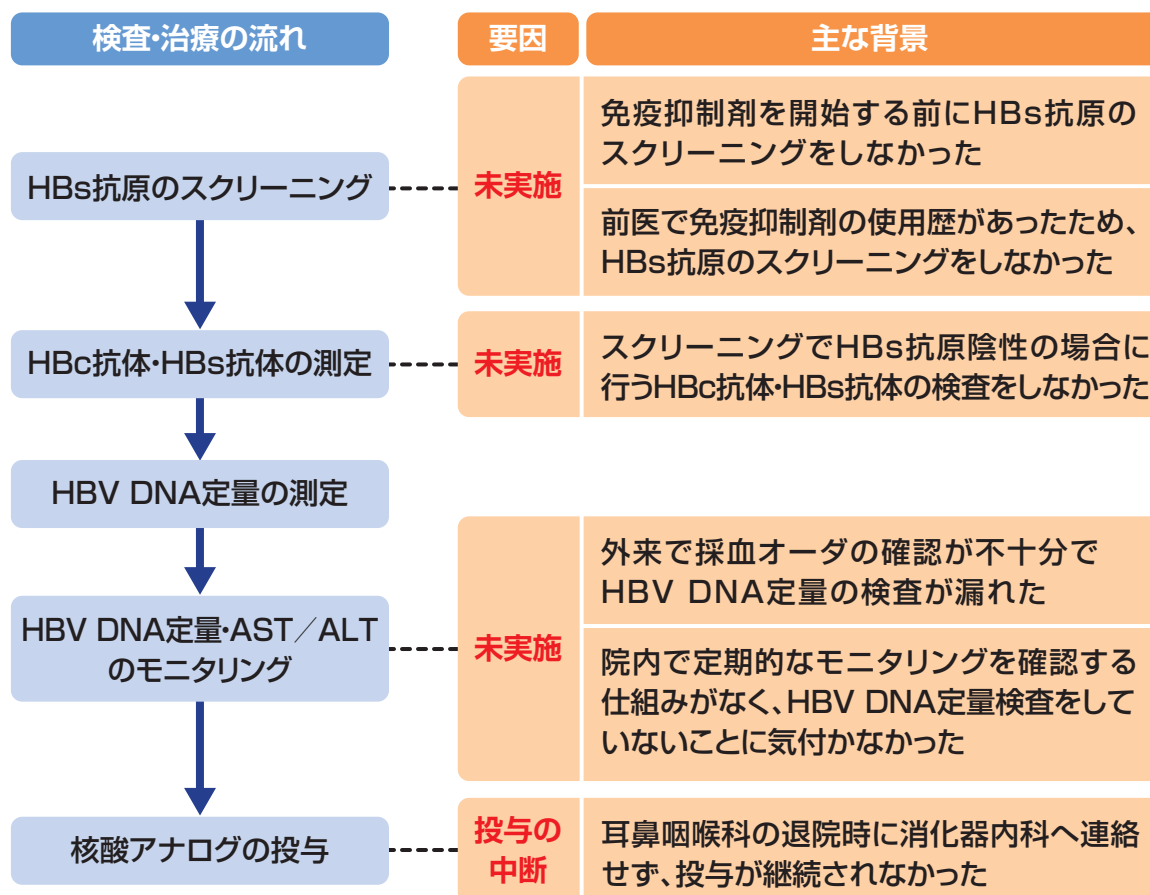 検査・治療の流れ
要因
主な背景
HBs抗原のスクリーニング
未実施
免疫抑制剤を開始する前にHBs抗原の
スクリーニングをしなかった
前医で免疫抑制剤の使用歴があったため、
HBs抗原のスクリーニングをしなかった
HBc抗体・HBs抗体の測定
未実施
スクリーニングでHBs抗原陰性の場合に
行うHBc抗体・HBs抗体の検査をしなかった
HBV DNA定量の測定
HBV DNA定量・AST／ALT
のモニタリング
未実施
外来で採血オーダの確認が不十分で
HBV DNA定量の検査が漏れた
院内で定期的なモニタリングを確認する
仕組みがなく、HBV DNA定量検査をして
いないことに気付かなかった
核酸アナログの投与
投与の
中断
耳鼻咽喉科の退院時に消化器内科へ連絡
せず、投与が継続されなかった